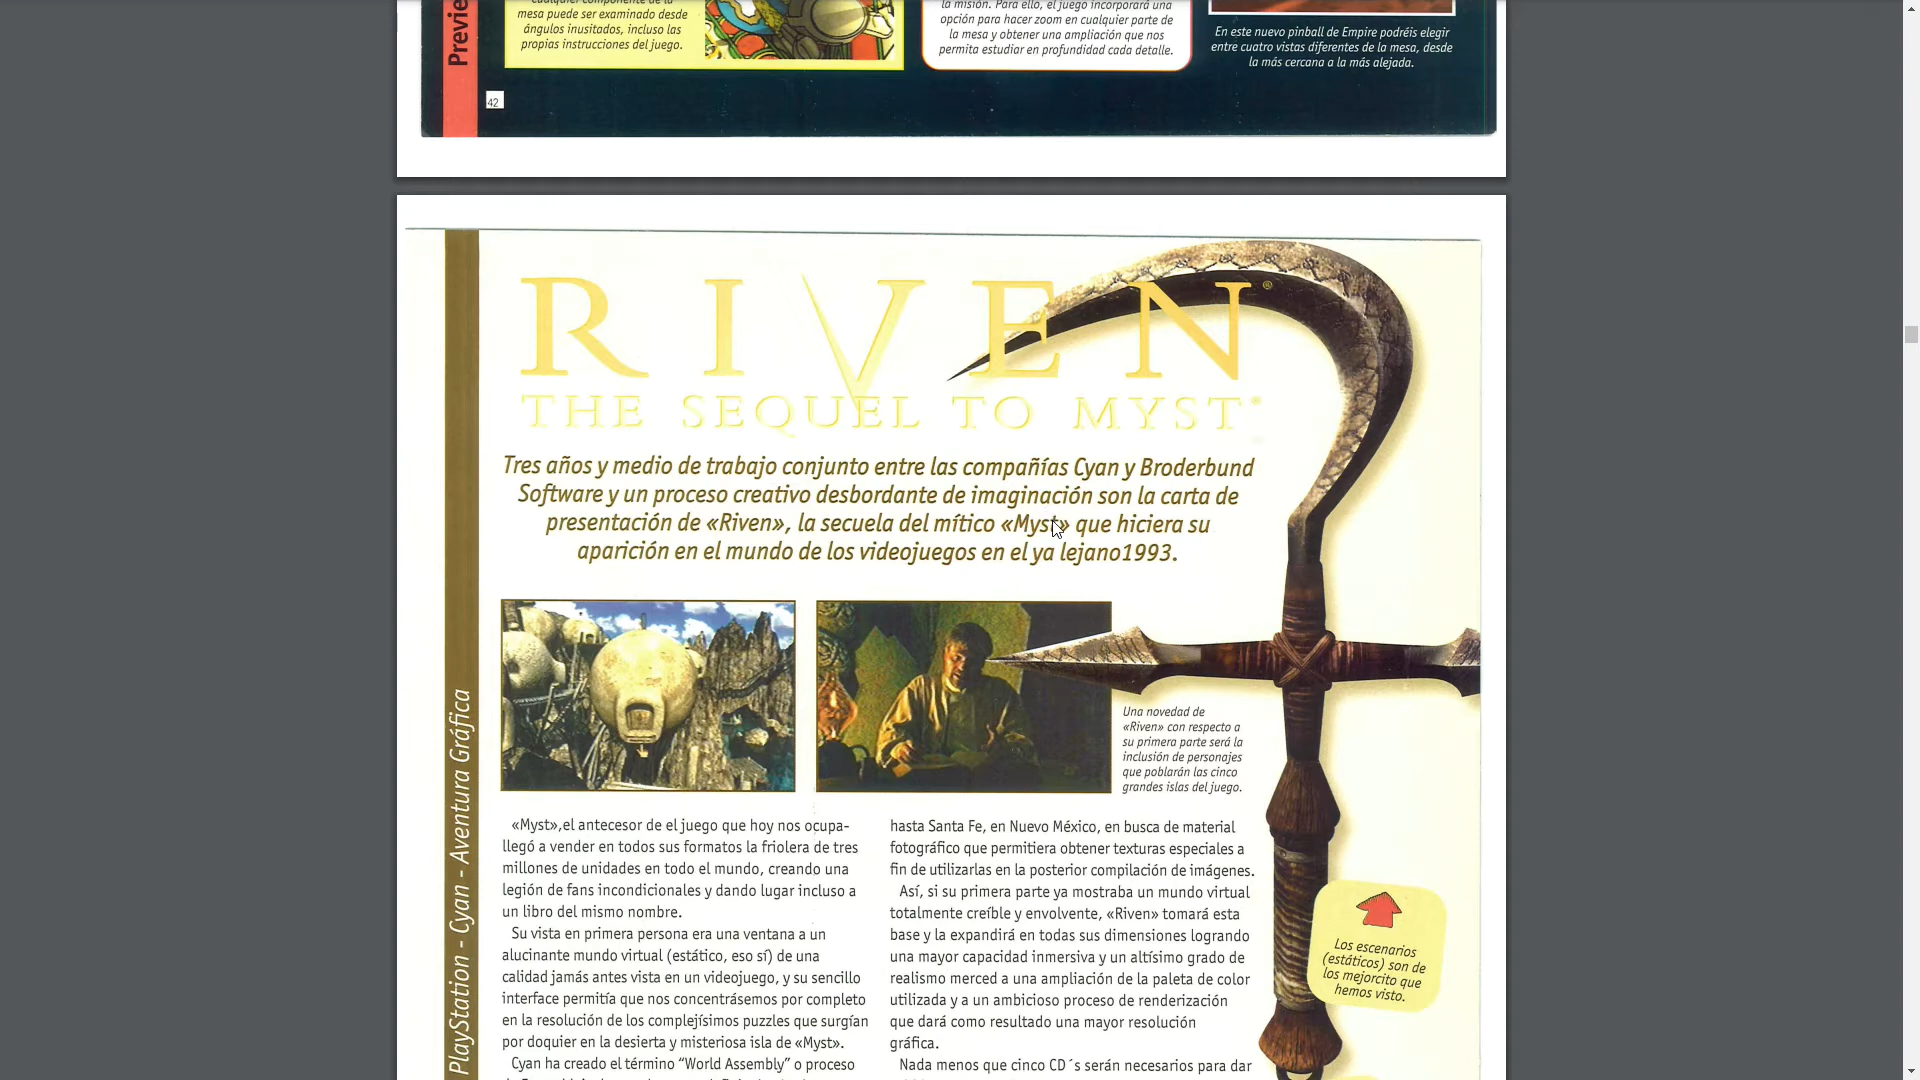 Previe
mesa puede ser examinado desde
ángulos inusitados, incluso las
propias instrucciones del juego.
la misión. Para ello, el juego incorporará una
opción para hacer zoom en cualquier parte de
la mesa y obtener una ampliación que nos
permita estudiar en profundidad cada detalle.
En este nuevo pinball de Empire podréis elegir
entre cuatro vistas diferentes de la mesa, desde
la más cercana a la más alejada.
42
RIVEN®
THE SEQUEL TO MYST
Tres años y medio de trabajo conjunto entre las compañías Cyan y Broderbund
Software y un proceso creativo desbordante de imaginación son la carta de
presentación de «Riven», la secuela del mítico «Myst» que hiciera su
aparición en el mundo de los videojuegos en el ya lejano1993.
Una novedad de
«Riven» con respecto a
su primera parte será la
inclusión de personajes
que poblarán las cinco
grandes islas del juego.
PlayStation - Cyan - Aventura Gráfica
«Myst»,el antecesor de el juego que hoy nos ocupa-
llegó a vender en todos sus formatos la friolera de tres
millones de unidades en todo el mundo, creando una
legión de fans incondicionales y dando lugar incluso a
un libro del mismo nombre.
Su vista en primera persona era una ventana a un
alucinante mundo virtual (estático, eso sí) de una
calidad jamás antes vista en un videojuego, y su sencillo
interface permitía que nos concentrásemos por completo
en la resolución de los complejísimos puzzles que surgían
por doquier en la desierta y misteriosa isla de «Myst».
Cyan ha creado el término “World Assembly” o proceso
hasta Santa Fe, en Nuevo México, en busca de material
fotográfico que permitiera obtener texturas especiales a
fin de utilizarlas en la posterior compilación de imágenes.
Así, si su primera parte ya mostraba un mundo virtual
totalmente creíble y envolvente, «Riven» tomará esta
base y la expandirá en todas sus dimensiones logrando
una mayor capacidad inmersiva y un altísimo grado de
realismo merced a una ampliación de la paleta de color
utilizada y a un ambicioso proceso de renderización
que dará como resultado una mayor resolución
gráfica.
Nada menos que cinco CD´s serán necesarios para dar
Los escenarios
(estáticos) son de
los mejorcito que
hemos visto.